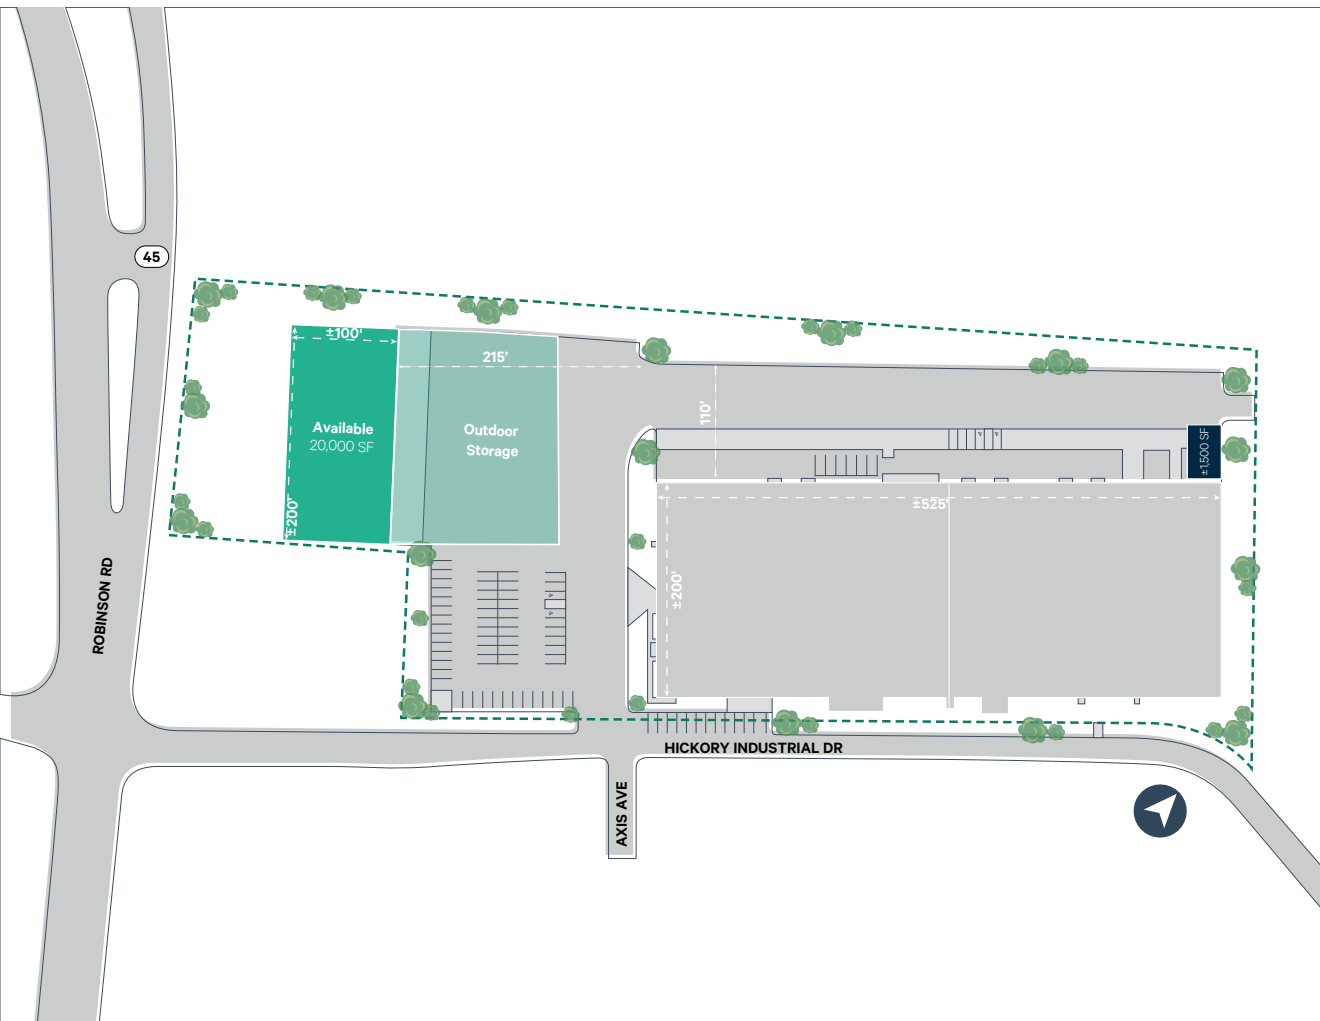 45
±100'
215'
110'
Available
20,000 SF
Outdoor
Storage
±1,500 SF
±525'
±200'
±200'
ROBINSON RD
HICKORY INDUSTRIAL DR
AXIS AVE